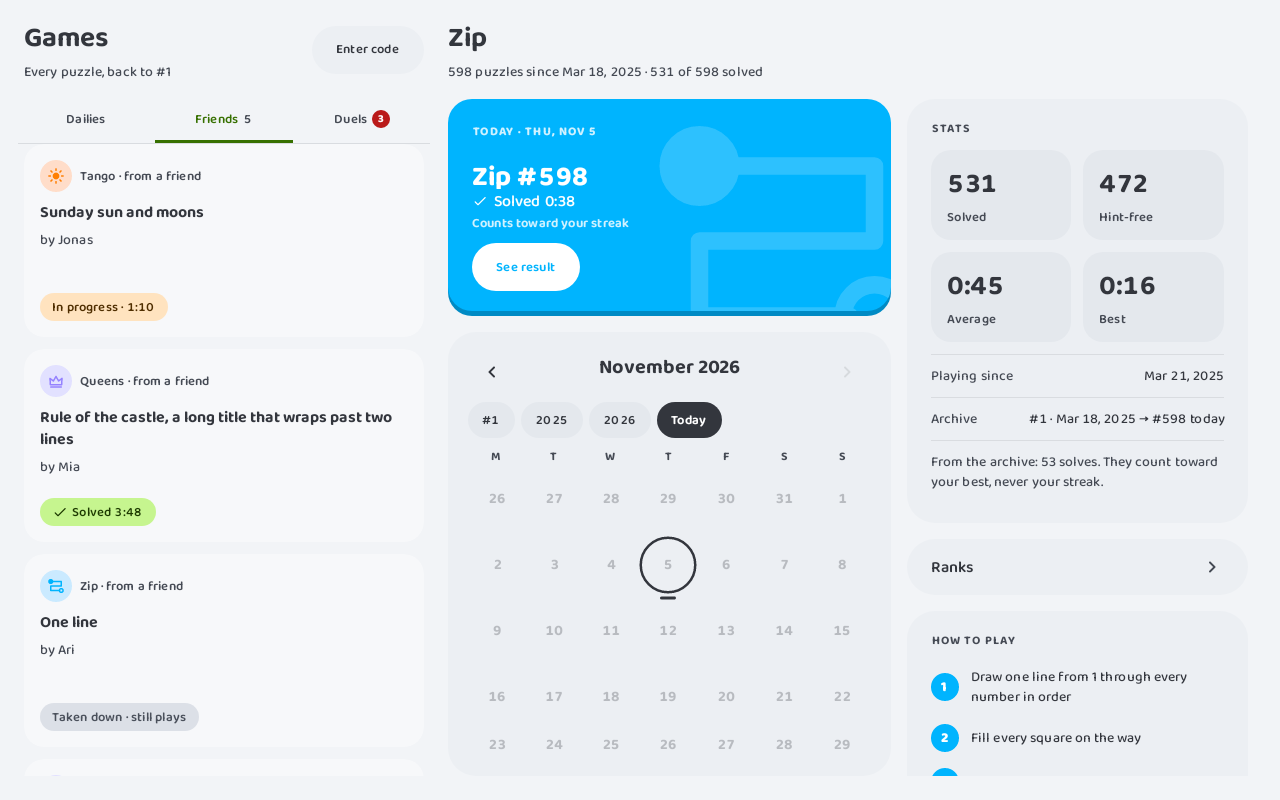 Games
Every puzzle, back to #1
Enter code
Dailies
Friends 5
Duels 3
Tango · from a friend
Sunday sun and moons
by Jonas
In progress · 1:10
Queens · from a friend
Rule of the castle, a long title that wraps past two
lines
by Mia
Solved 3:48
Zip · from a friend
One line
by Ari
Taken down · still plays
Zip
598 puzzles since Mar 18, 2025 · 531 of 598 solved
TODAY · THU, NOV 5
Zip #598
Solved 0:38
Counts toward your streak
See result
November 2026
#1 2025 2026 Today
M T W T F S S
26 27 28 29 30 31 1
2 3 4 5 6 7 8
9 10 11 12 13 14 15
16 17 18 19 20 21 22
23 24 25 26 27 28 29
STATS
531
Solved
472
Hint-free
0:45
Average
0:16
Best
Playing since Mar 21, 2025
Archive #1 · Mar 18, 2025 → #598 today
From the archive: 53 solves. They count toward
your best, never your streak.
Ranks
HOW TO PLAY
1 Draw one line from 1 through every
number in order
2 Fill every square on the way